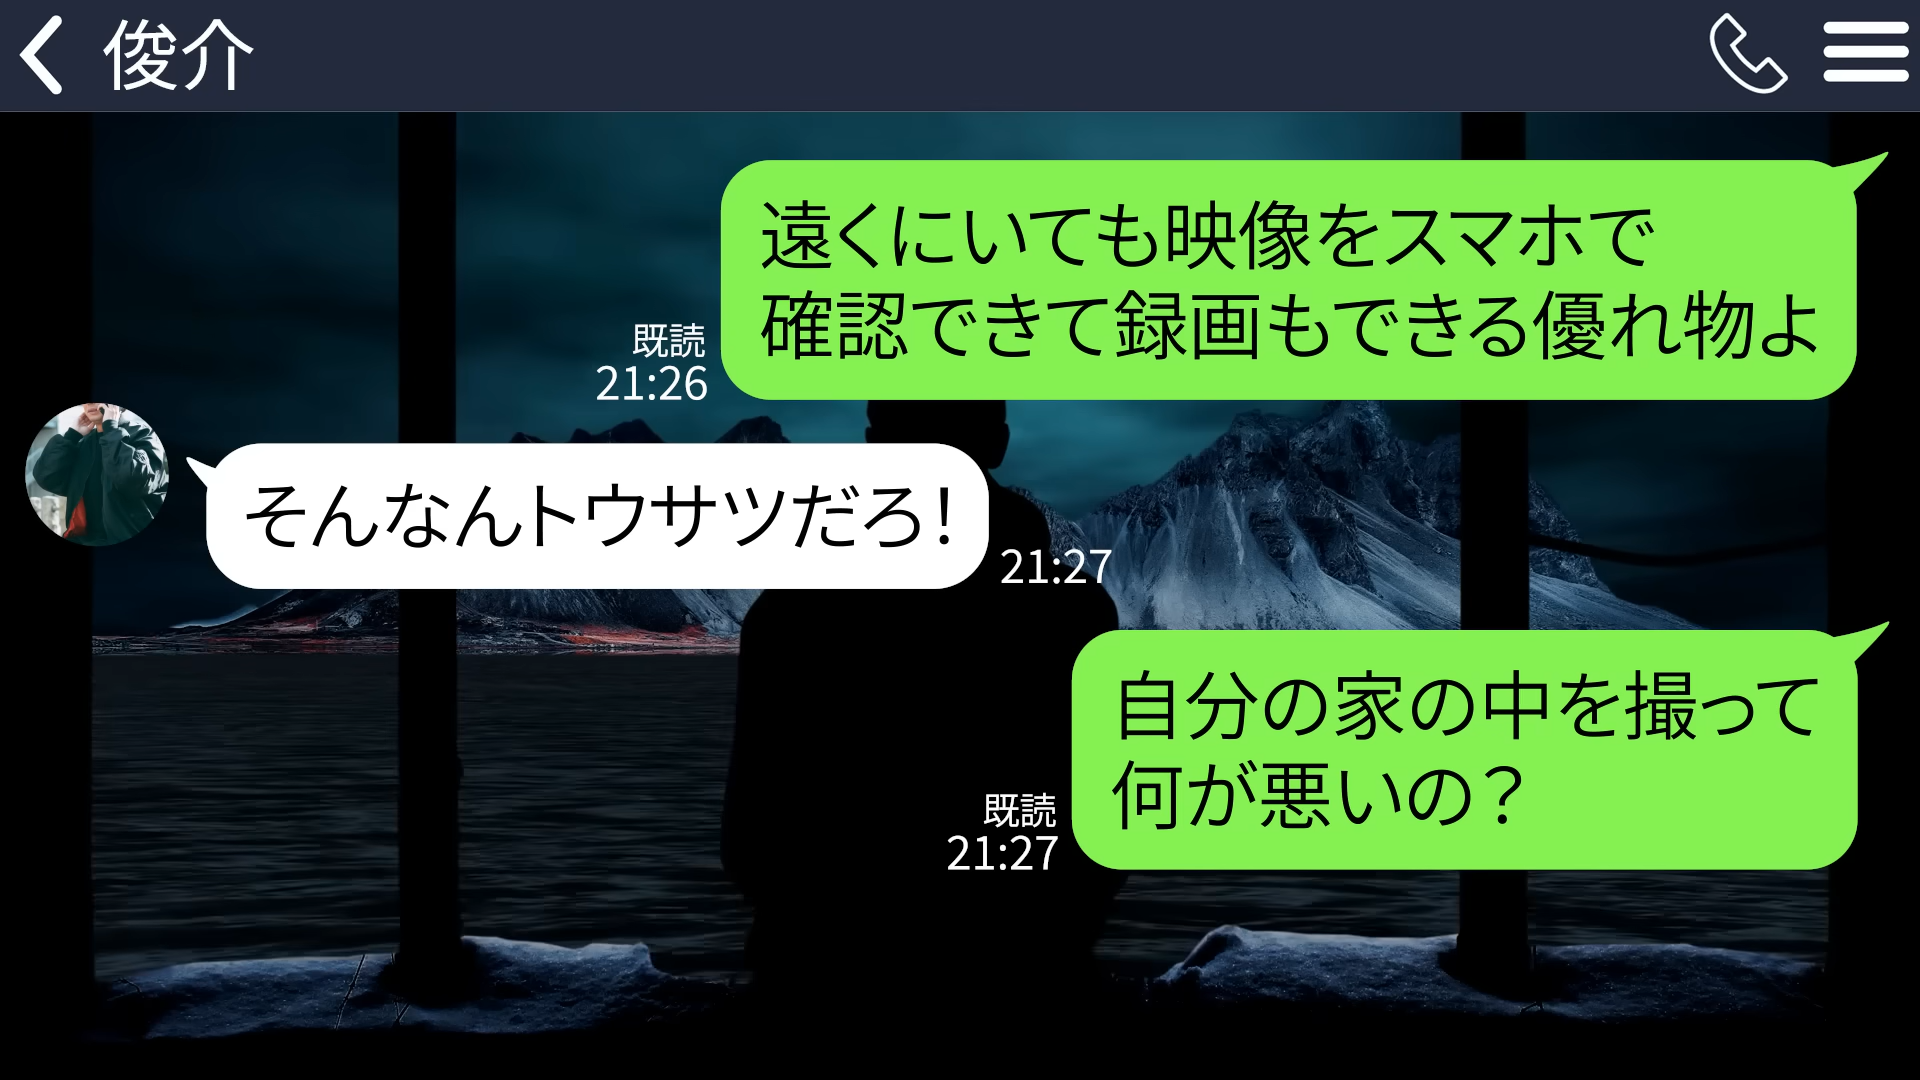 俊介
遠くにいても映像をスマホで
確認できて録画もできる優れ物よ
既読
21:26
そんなんトウサツだろ!
21:27
自分の家の中を撮って
何が悪いの?
既読
21:27